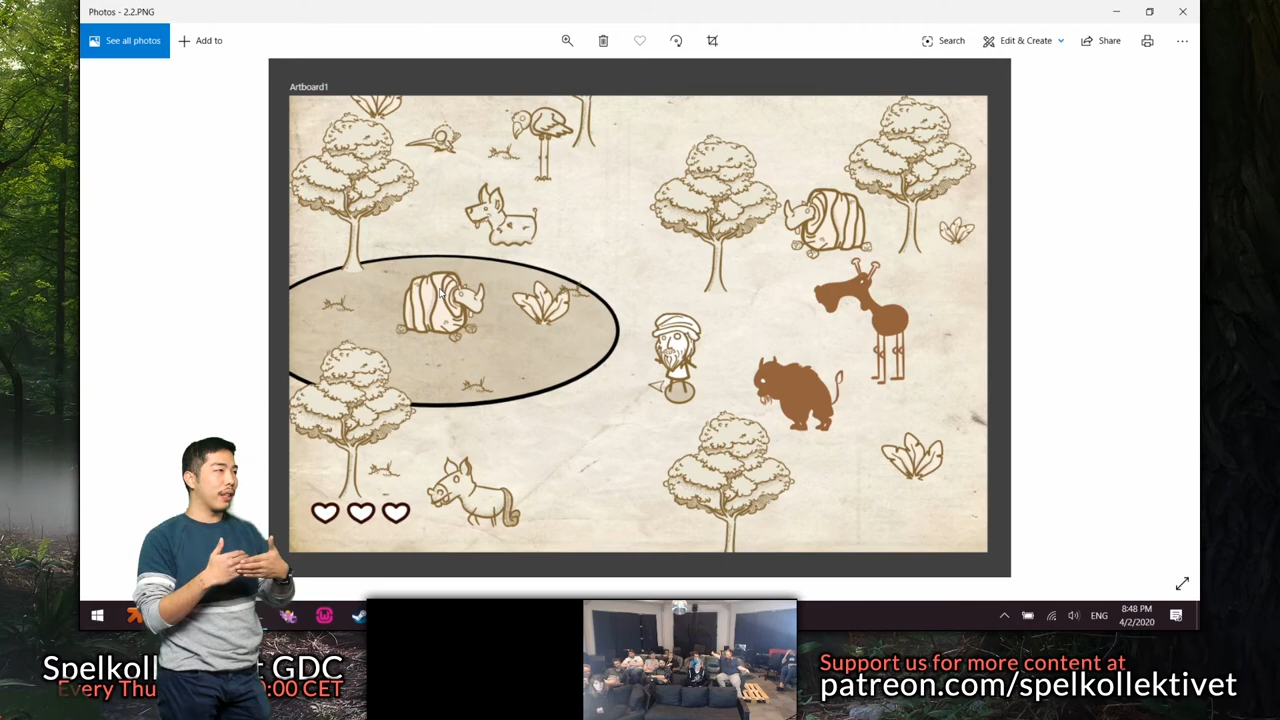 Photos - 2.2.PNG
See all photos
Add to
Search
Edit & Create
Share
Artboard1
ENG
8:48 PM
4/2/2020
Spelkoll t GDC
Every Thu :00 CET
Support us for more content at
patreon.com/spelkollektivet